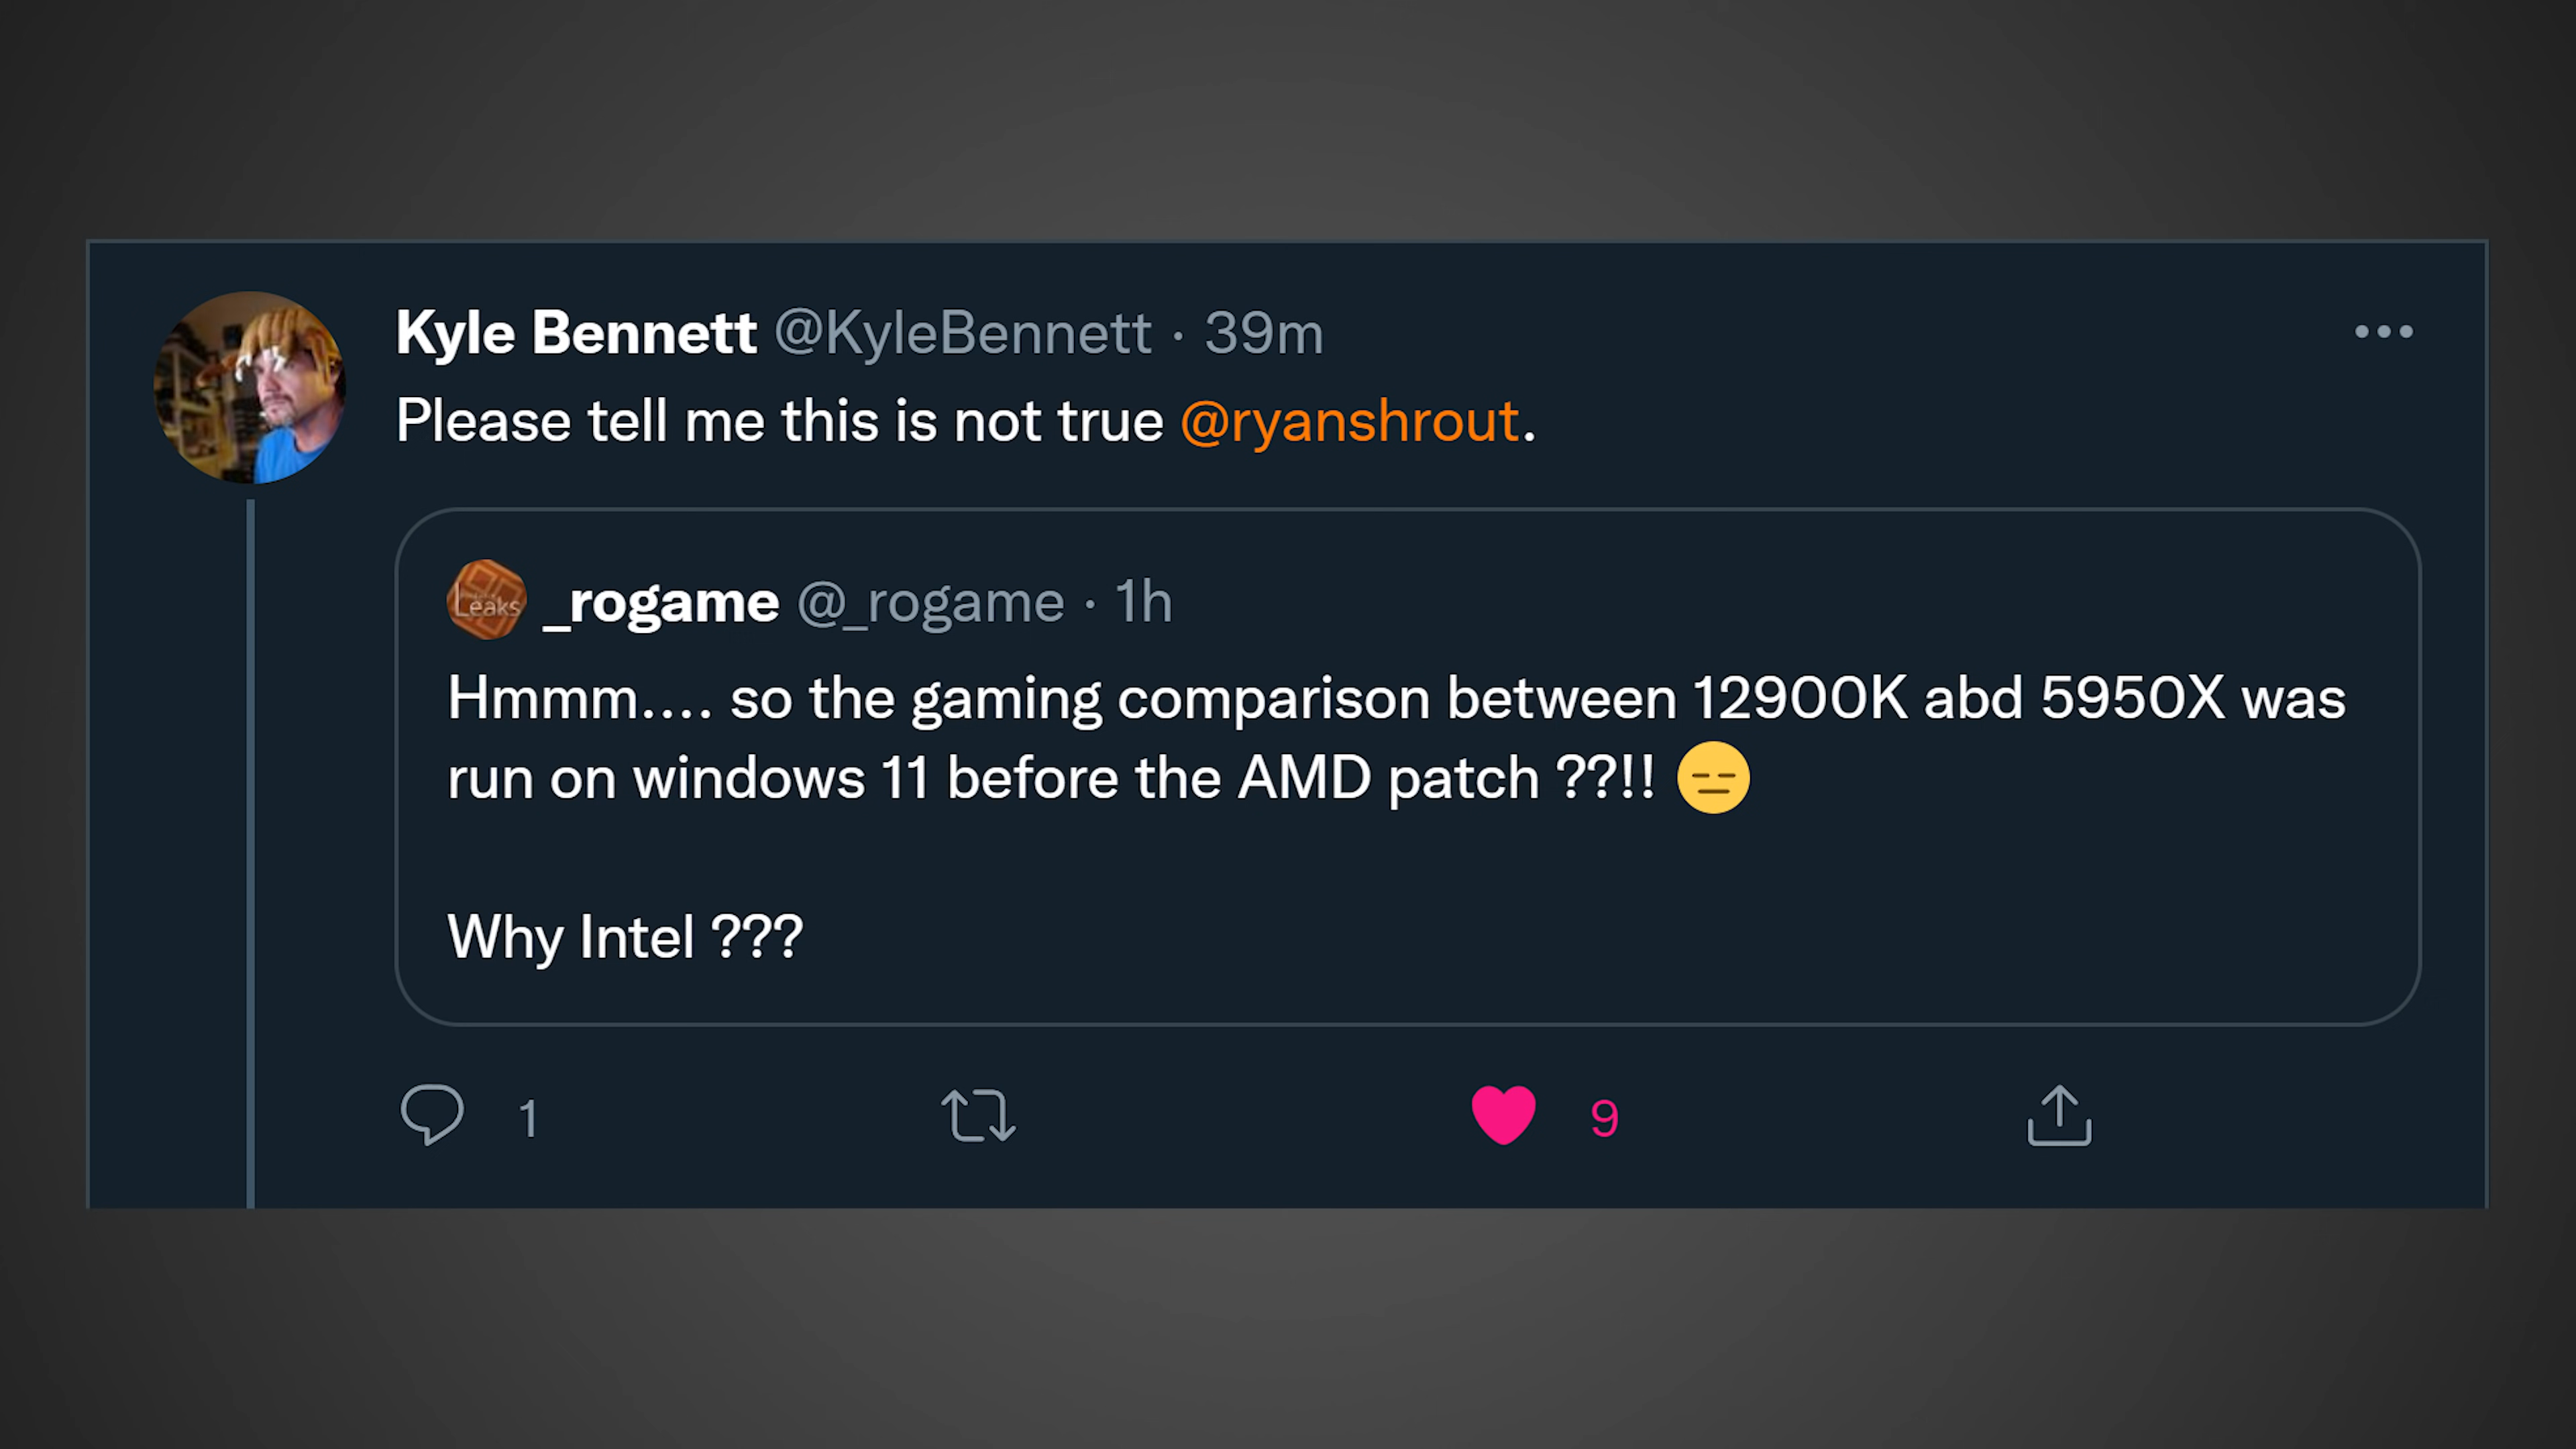 Kyle Bennett @KyleBennett · 39m
Please tell me this is not true @ryanshrout.
Leaks
_rogame @_rogame · 1h
Hmmm.... so the gaming comparison between 12900K abd 5950X was
run on windows 11 before the AMD patch ??!! 😑
Why Intel ???
1
9